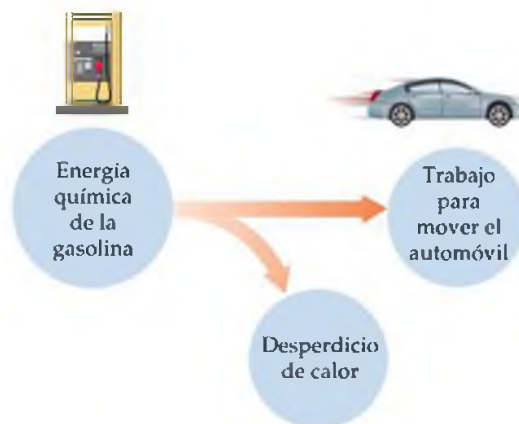 Energía
química
de la
gasolina
Trabajo
para
mover el
automóvil
Desperdicio
de calor